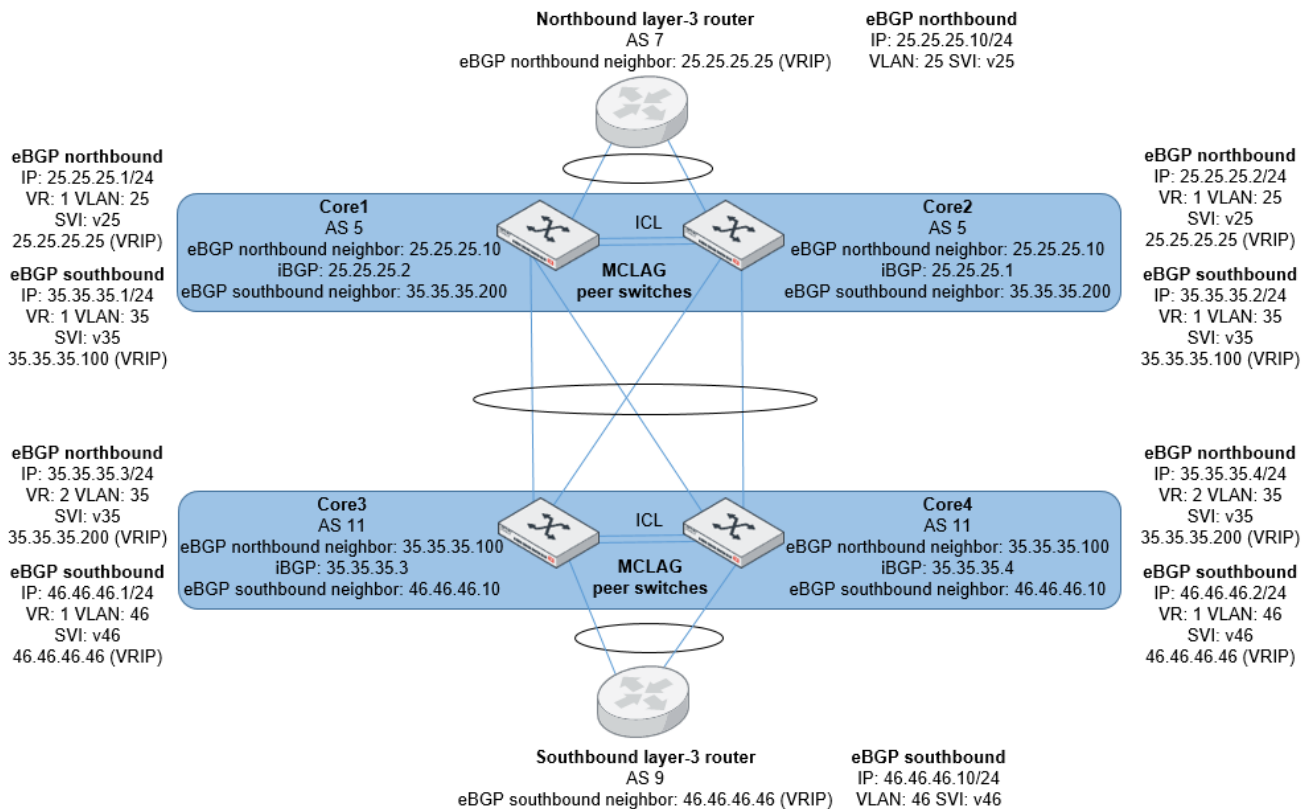 Northbound layer-3 router
AS 7
eBGP northbound neighbor: 25.25.25.25 (VRIP)
eBGP northbound
IP: 25.25.25.10/24
VLAN: 25 SVI: v25
eBGP northbound
IP: 25.25.25.1/24
VR: 1 VLAN: 25
SVI: v25
25.25.25.25 (VRIP)
eBGP southbound
IP: 35.35.35.1/24
VR: 1 VLAN: 35
SVI: v35
35.35.35.100 (VRIP)
Core1
AS 5
eBGP northbound neighbor: 25.25.25.10
iBGP: 25.25.25.2
eBGP southbound neighbor: 35.35.35.200
ICL
MCLAG
peer switches
Core2
AS 5
eBGP northbound neighbor: 25.25.25.10
iBGP: 25.25.25.1
eBGP southbound neighbor: 35.35.35.200
eBGP northbound
IP: 25.25.25.2/24
VR: 1 VLAN: 25
SVI: v25
25.25.25.25 (VRIP)
eBGP southbound
IP: 35.35.35.2/24
VR: 1 VLAN: 35
SVI: v35
35.35.35.100 (VRIP)
eBGP northbound
IP: 35.35.35.3/24
VR: 2 VLAN: 35
SVI: v35
35.35.35.200 (VRIP)
eBGP southbound
IP: 46.46.46.1/24
VR: 1 VLAN: 46
SVI: v46
46.46.46.46 (VRIP)
Core3
AS 11
eBGP northbound neighbor: 35.35.35.100
iBGP: 35.35.35.3
eBGP southbound neighbor: 46.46.46.10
ICL
MCLAG
peer switches
Core4
AS 11
eBGP northbound neighbor: 35.35.35.100
iBGP: 35.35.35.4
eBGP southbound neighbor: 46.46.46.10
eBGP northbound
IP: 35.35.35.4/24
VR: 2 VLAN: 35
SVI: v35
35.35.35.200 (VRIP)
eBGP southbound
IP: 46.46.46.2/24
VR: 1 VLAN: 46
SVI: v46
46.46.46.46 (VRIP)
Southbound layer-3 router
AS 9
eBGP southbound neighbor: 46.46.46.46 (VRIP)
eBGP southbound
IP: 46.46.46.10/24
VLAN: 46 SVI: v46